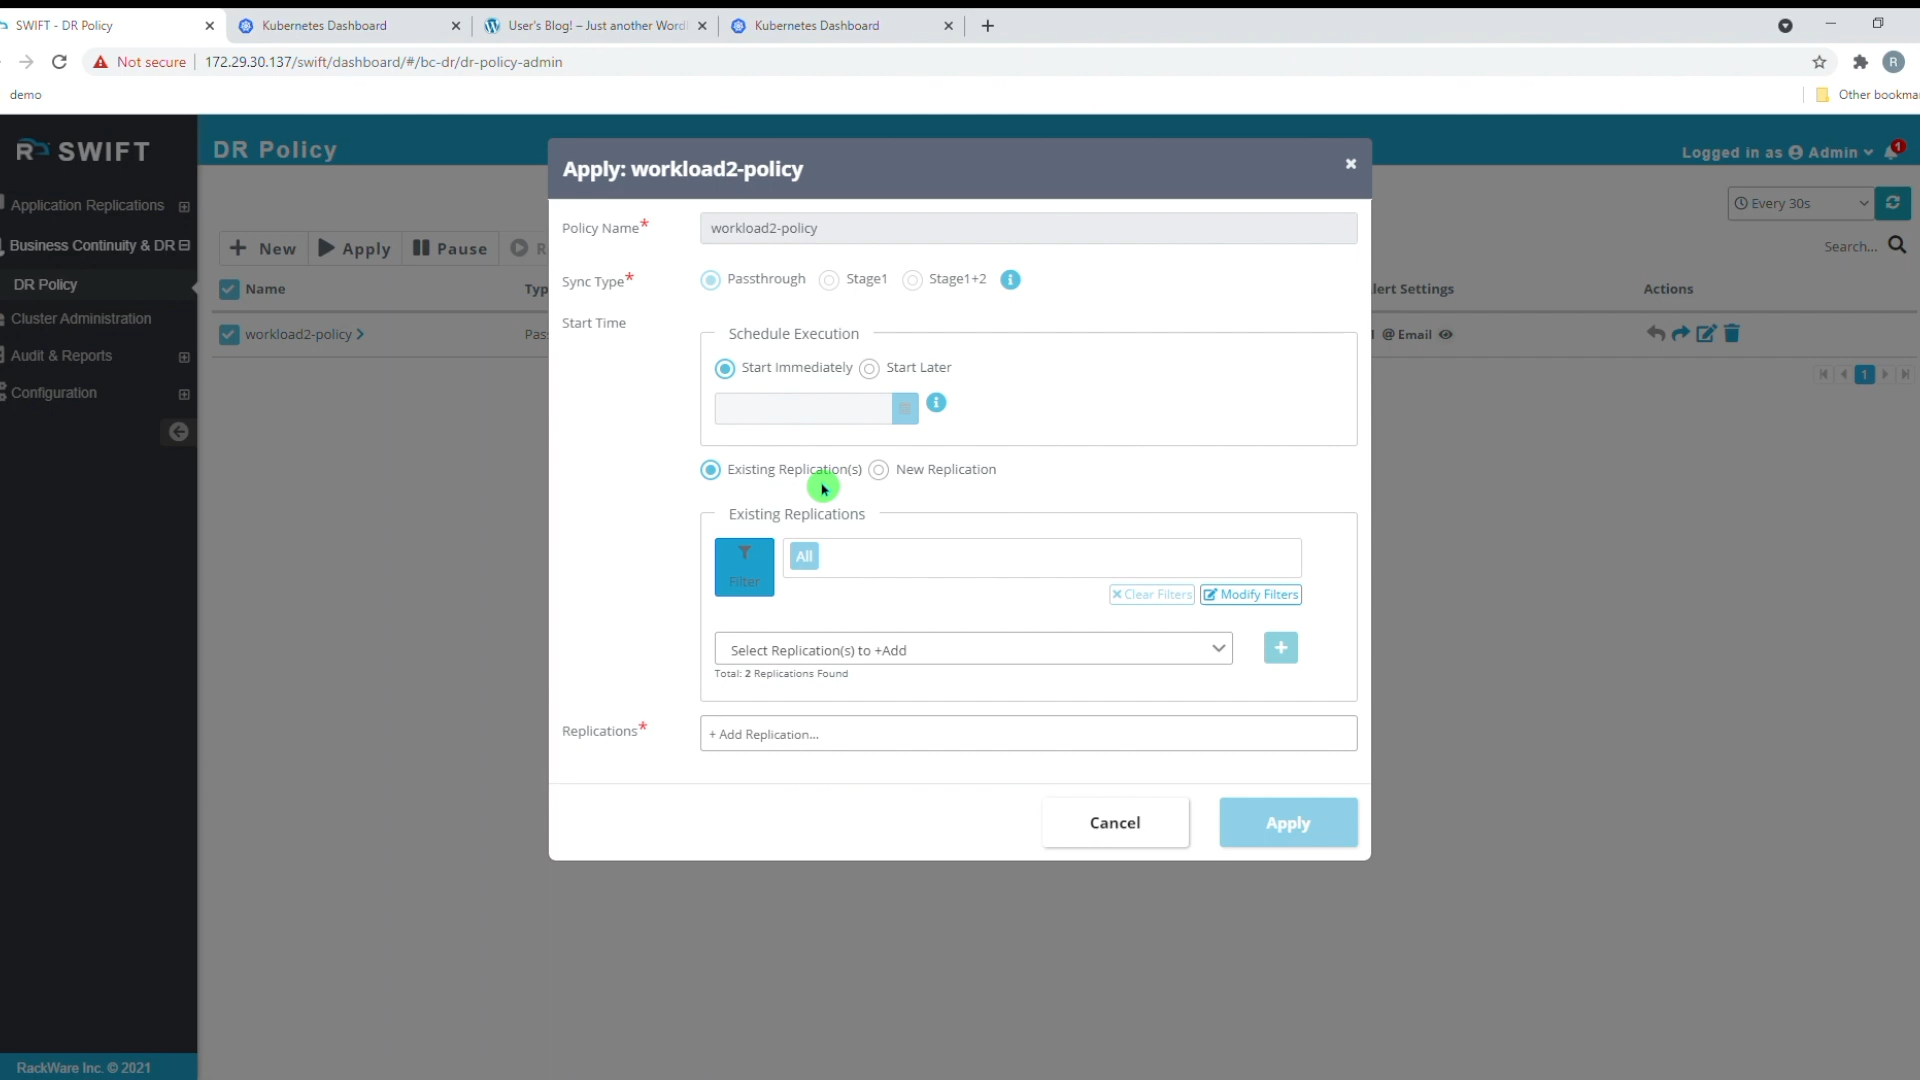 SWIFT - DR Policy
Kubernetes Dashboard
User's Blog! – Just another Word
Kubernetes Dashboard
Not secure
172.29.30.137/swift/dashboard/#/bc-dr/dr-policy-admin
R
demo
Other bookma
SWIFT
DR Policy
Logged in as Admin
1
Application Replications
Business Continuity & DR
DR Policy
Cluster Administration
Audit & Reports
Configuration
Every 30s
New
Apply
Pause
R
Search...
Name
Typ
lert Settings
Actions
workload2-policy
Pas
@ Email
1
Apply: workload2-policy
Policy Name*
workload2-policy
Sync Type*
Passthrough
Stage1
Stage1+2
Start Time
Schedule Execution
Start Immediately
Start Later
Existing Replication(s)
New Replication
Existing Replications
Filter
All
Clear Filters
Modify Filters
Select Replication(s) to +Add
Total: 2 Replications Found
Replications*
+ Add Replication...
Cancel
Apply
RackWare Inc. © 2021